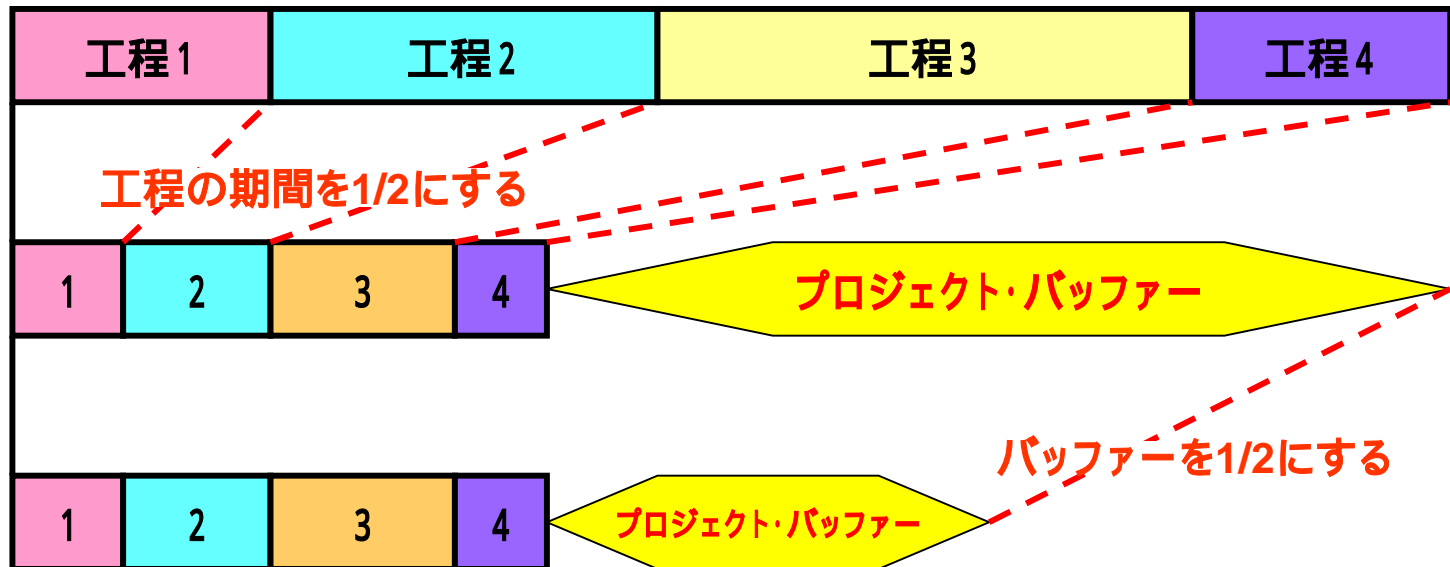 工程1 工程2 工程3 工程4
工程の期間を1/2にする
1 2 3 4 プロジェクト・バッファー
バッファーを1/2にする
1 2 3 4 プロジェクト・バッファー